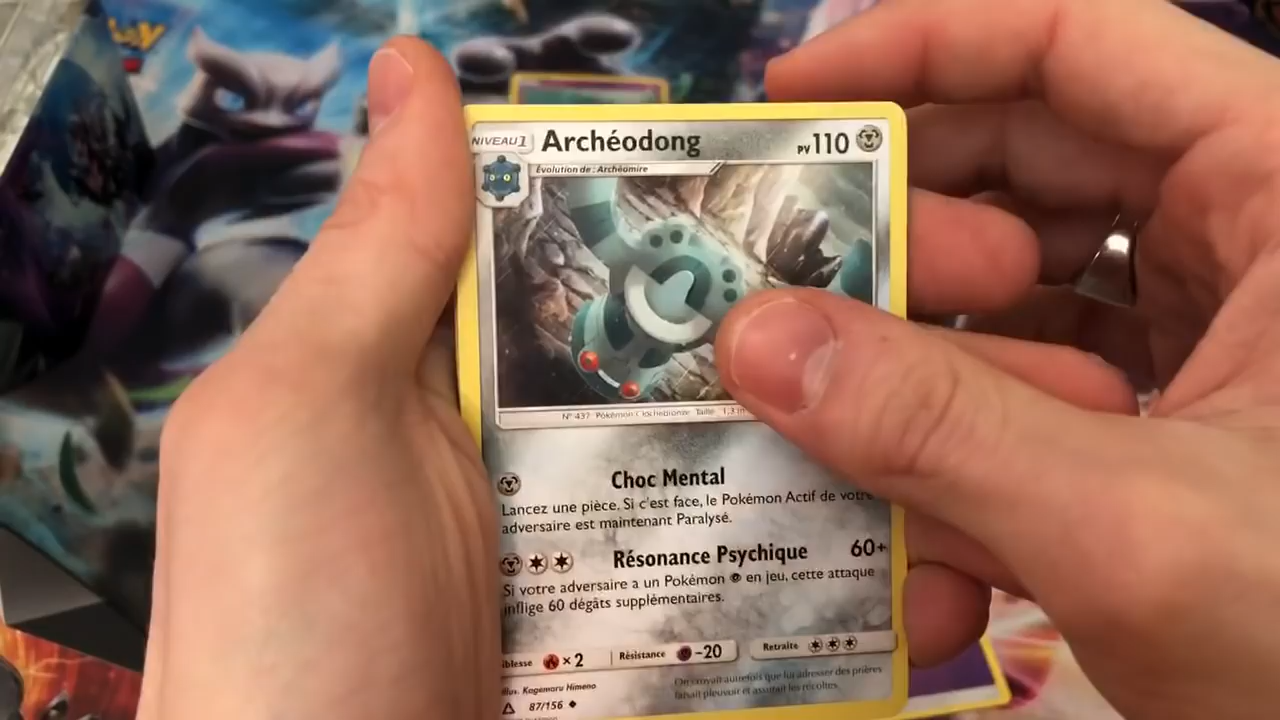 NIVEAU 1 Archéodong PV 110
Évolution de : Archéomire
N° 437 Pokémon Clochebronze Taille : 1,3 m
Choc Mental
Lancez une pièce. Si c'est face, le Pokémon Actif de votre
adversaire est maintenant Paralysé.
Résonance Psychique 60+
Si votre adversaire a un Pokémon en jeu, cette attaque
inflige 60 dégâts supplémentaires.
iblesse ×2 Résistance -20 Retraite
Illus. Kagemaru Himeno
On croyait autrefois que lui adresser des prières
faisait pleuvoir et assurait les récoltes.
87/156